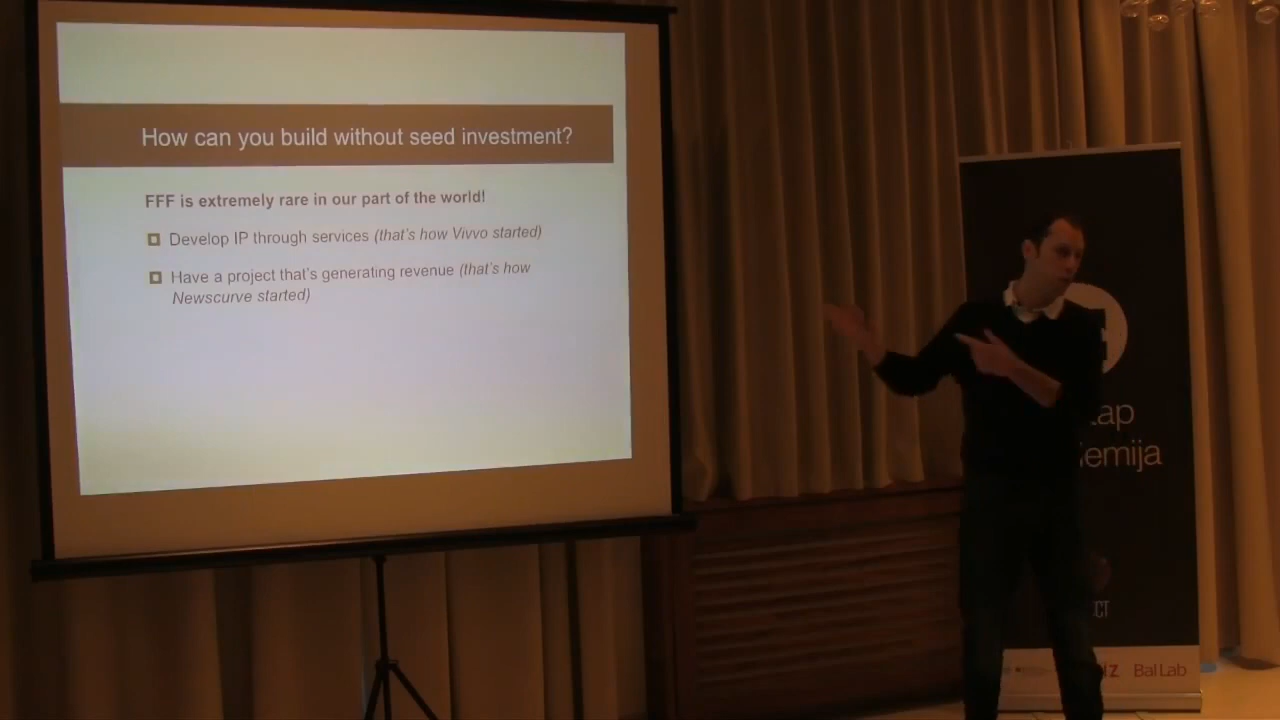 How can you build without seed investment?
FFF is extremely rare in our part of the world!
Develop IP through services (that's how Vivvo started)
Have a project that's generating revenue (that's how
Newscurve started)
tap
emija
CT
IZ
Bal Lab